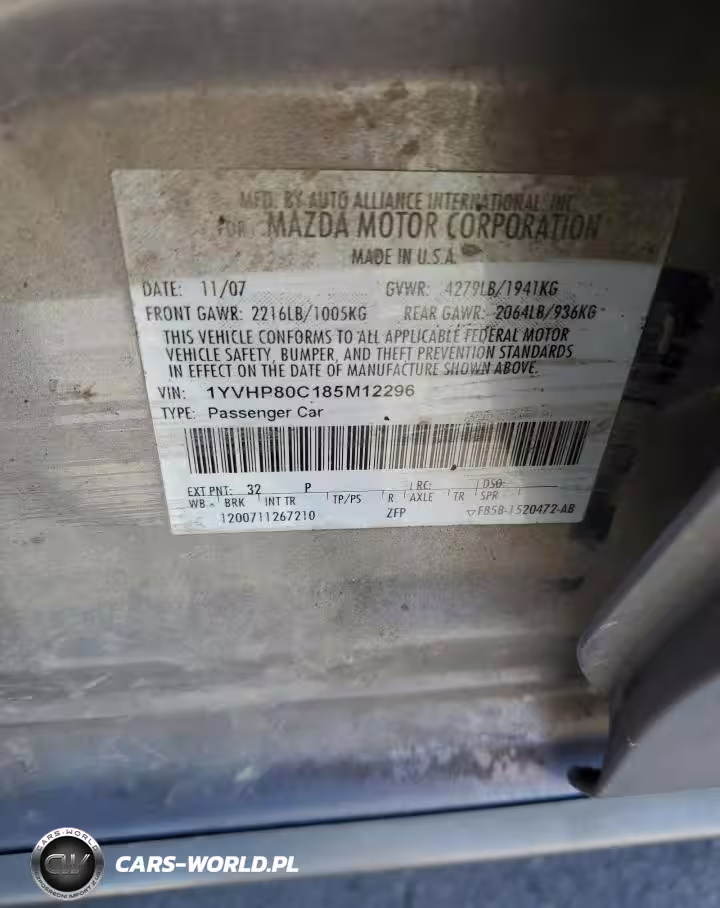 MFD. BY AUTO ALLIANCE INTERNATIONAL, INC.
FOR: MAZDA MOTOR CORPORATION
MADE IN U.S.A.
DATE: 11/07 GVWR: 4279LB/1941KG
FRONT GAWR: 2216LB/1005KG REAR GAWR: 2064LB/936KG
THIS VEHICLE CONFORMS TO ALL APPLICABLE FEDERAL MOTOR
VEHICLE SAFETY, BUMPER, AND THEFT PREVENTION STANDARDS
IN EFFECT ON THE DATE OF MANUFACTURE SHOWN ABOVE.
VIN: 1YVHP80C185M12296
TYPE: Passenger Car
EXT PNT: 32 P RC: DSO:
WB BRK INT TR TP/PS R AXLE TR SPR
1200711267210 ZFP F85B-1520472-AB
CARS-WORLD
CW
CARS-WORLD.PL